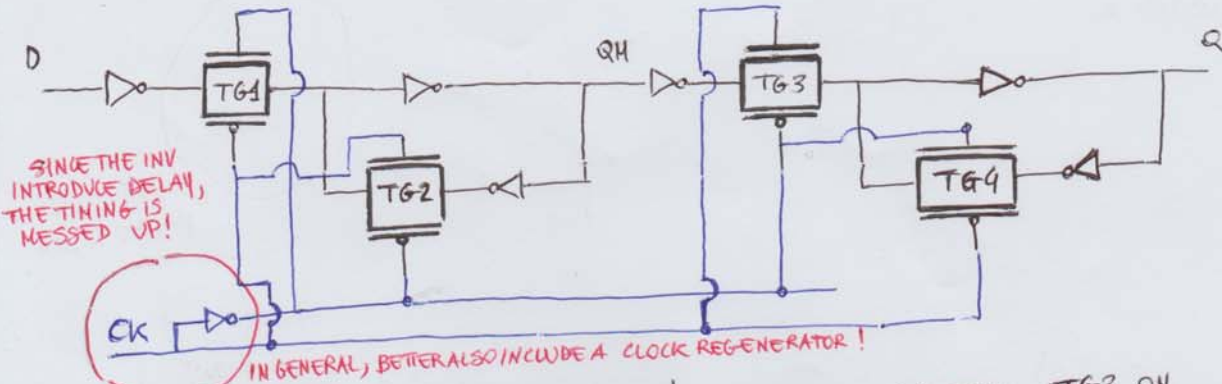 D
QM
Q
TG1
TG3
TG2
TG4
SINCE THE INV
INTRODUCE DELAY,
THE TIMING IS
MESSED UP!
CK
IN GENERAL, BETTER ALSO INCLUDE A CLOCK REGENERATOR!